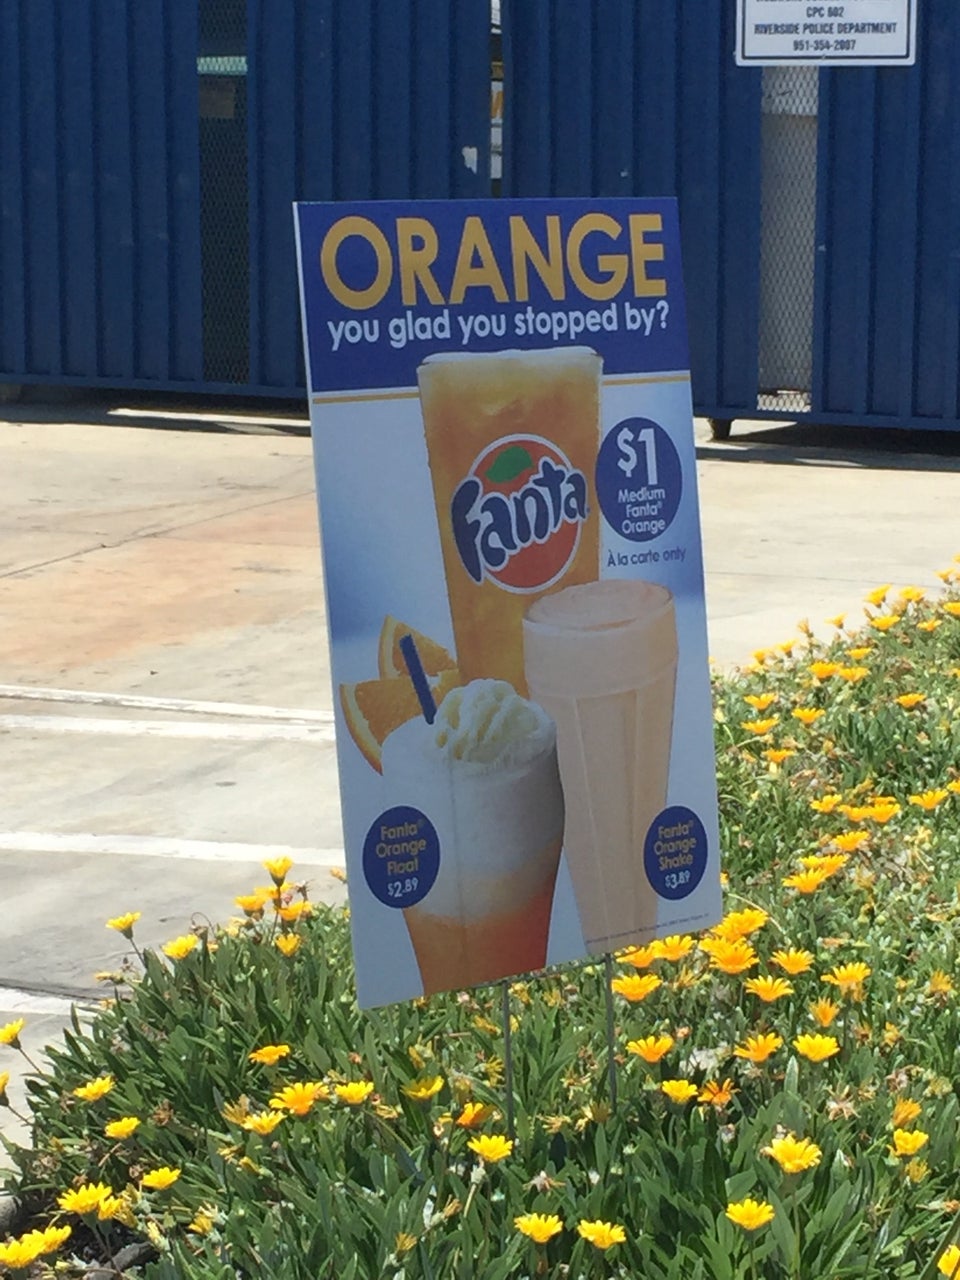 CPC 602
RIVERSIDE POLICE DEPARTMENT
951-354-2007
ORANGE
you glad you stopped by?
Fanta
$1
Medium
Fanta®
Orange
À la carte only
Fanta®
Orange
Float
$2.89
Fanta®
Orange
Shake
$3.89